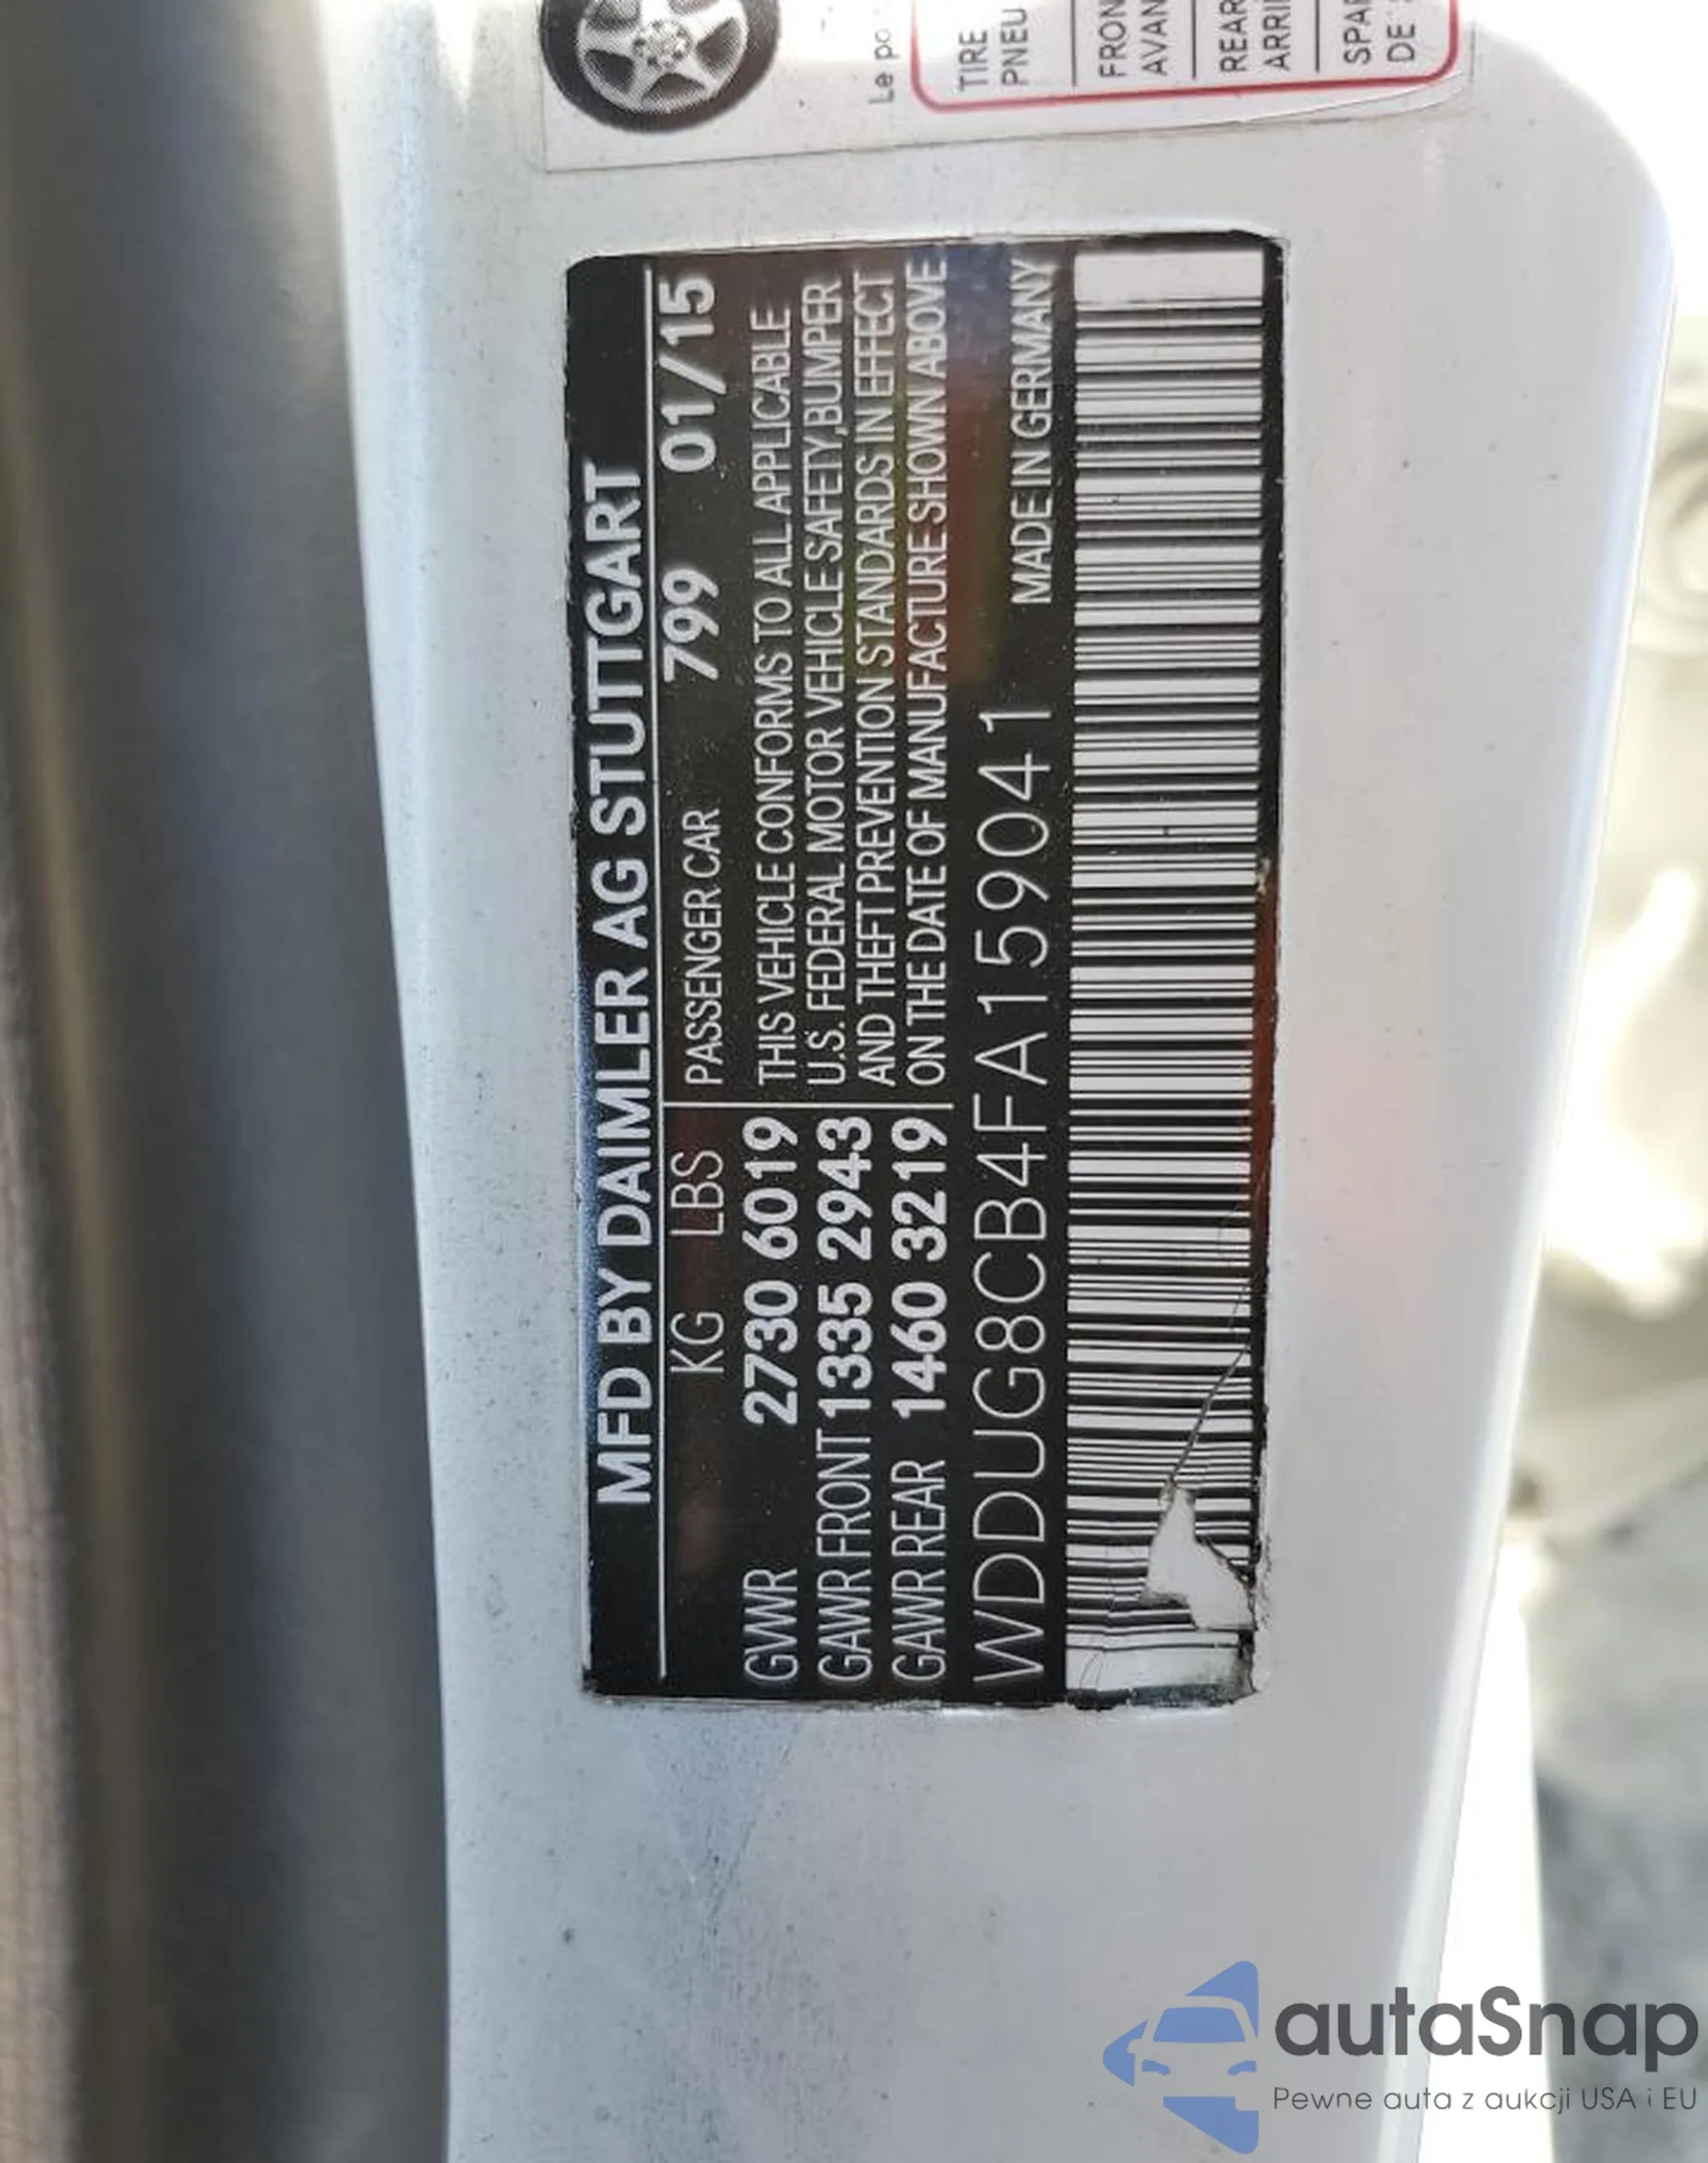 Le po
TIRE
PNEU
FRON
AVAN
REAR
ARRI
SPAR
DE
MFD BY DAIMLER AG STUTTGART
KG LBS PASSENGER CAR 799 01/15
GWR 2730 6019 THIS VEHICLE CONFORMS TO ALL APPLICABLE
GAWR FRONT 1335 2943 U.S. FEDERAL MOTOR VEHICLE SAFETY,BUMPER
AND THEFT PREVENTION STANDARDS IN EFFECT
GAWR REAR 1460 3219 ON THE DATE OF MANUFACTURE SHOWN ABOVE
WDDUG8CB4FA159041 MADE IN GERMANY
autaSnap
Pewne auta z aukcji USA i EU